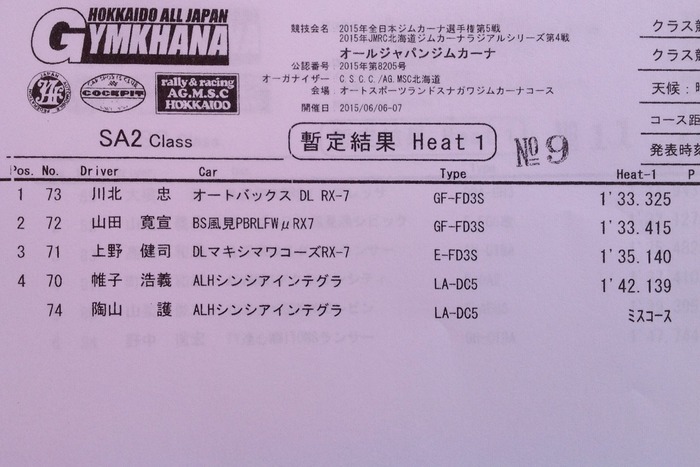 HOKKAIDO ALL JAPAN
GYMKHANA
競技会名: 2015年全日本ジムカーナ選手権第5戦
2015年JMRC北海道ジムカーナラジアルシリーズ第4戦
オールジャパンジムカーナ
公認番号: 2015年第8205号
オーガナイザー C.S.C.C./AG.MSC北海道
会場: オートスポーツランドスナガワジムカーナコース
開催日: 2015/06/06-07
クラス
クラス
天候:
コース距
発表時刻
COCKPIT
rally & racing
AG.M.S.C
HOKKAIDO
SA2 Class
暫定結果 Heat 1
No 9
Pos. No. Driver Car Type Heat-1 P
1 73 川北 忠 オートバックス DL RX-7 GF-FD3S 1'33.325
2 72 山田 寛宣 BS風見PBRLFWμRX7 GF-FD3S 1'33.415
3 71 上野 健司 DLマキシマワコーズRX-7 E-FD3S 1'35.140
4 70 帷子 浩義 ALHシンシアインテグラ LA-DC5 1'42.139
74 陶山 護 ALHシンシアインテグラ LA-DC5 ミスコース